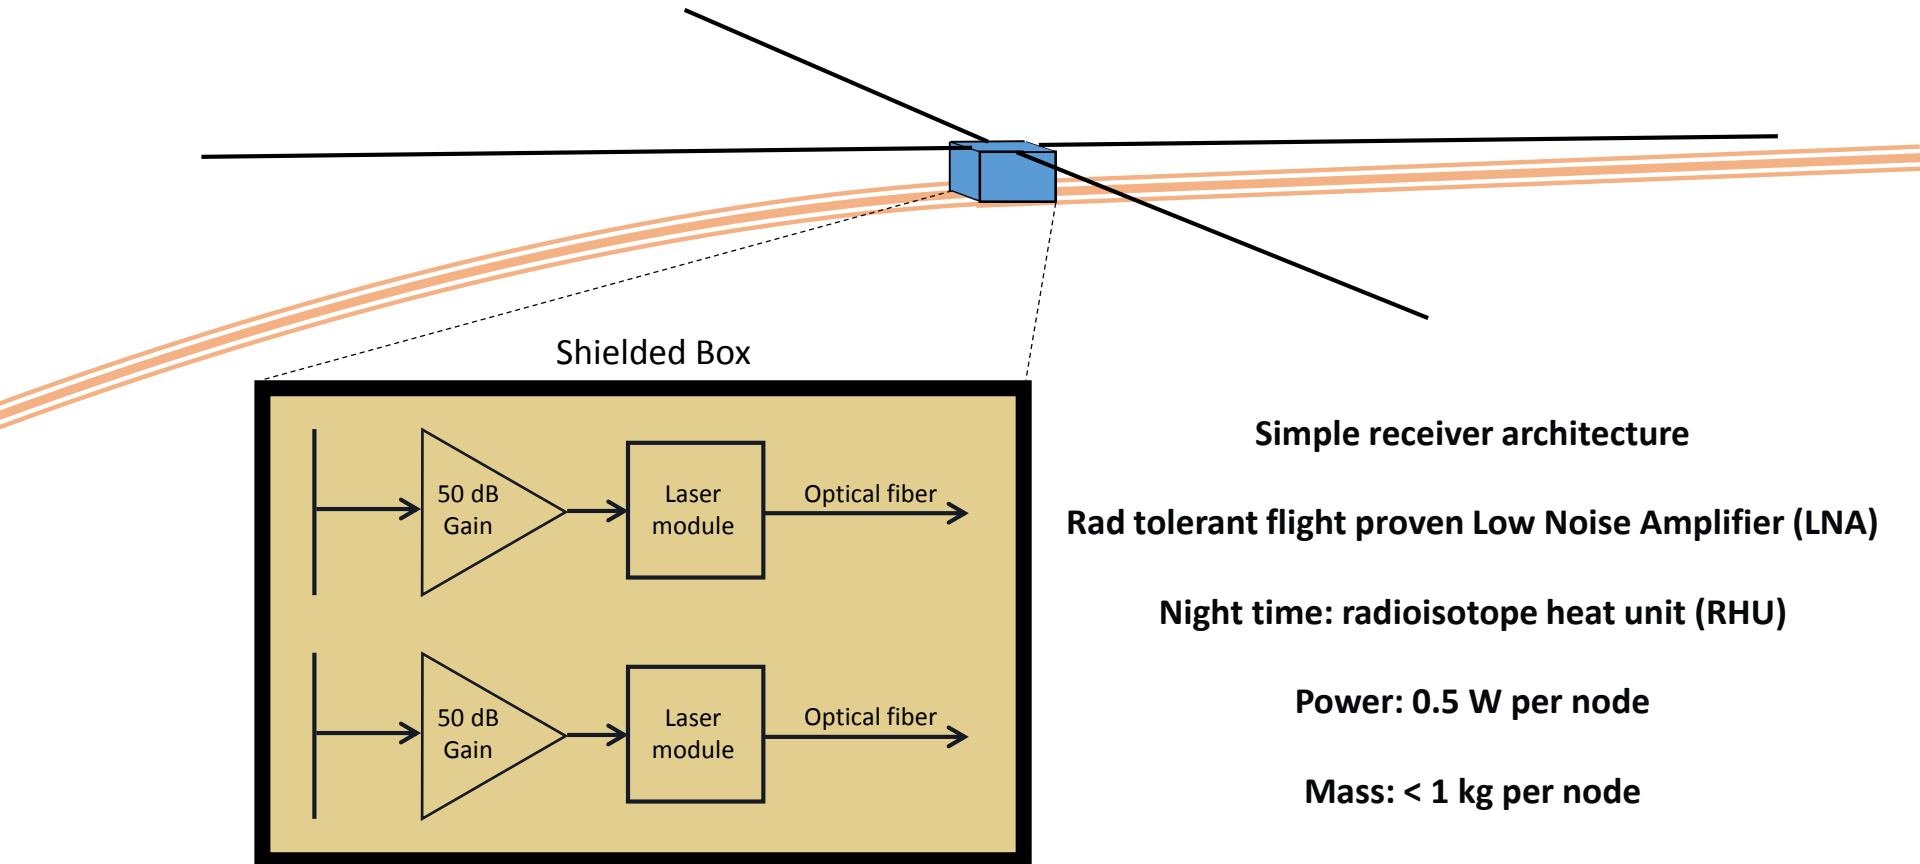 Shielded Box
50 dB
Gain
Laser
module
Optical fiber
50 dB
Gain
Laser
module
Optical fiber
Simple receiver architecture
Rad tolerant flight proven Low Noise Amplifier (LNA)
Night time: radioisotope heat unit (RHU)
Power: 0.5 W per node
Mass: < 1 kg per node